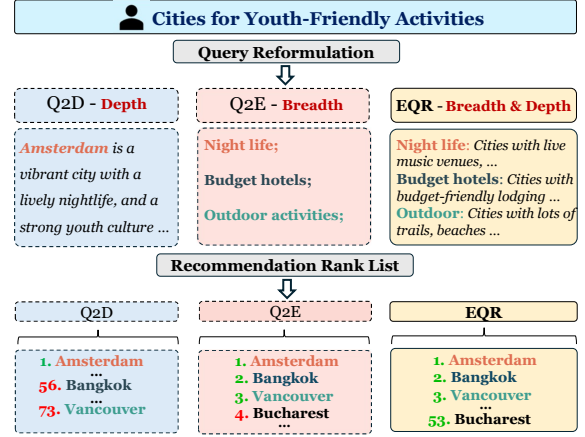 Cities for Youth-Friendly Activities
Query Reformulation
Q2D - Depth
Amsterdam is a
vibrant city with a
lively nightlife, and a
strong youth culture ...
Q2E - Breadth
Night life;
Budget hotels;
Outdoor activities;
EQR - Breadth & Depth
Night life: Cities with live
music venues, ...
Budget hotels: Cities with
budget-friendly lodging ...
Outdoor: Cities with lots of
trails, beaches ...
Recommendation Rank List
Q2D
1. Amsterdam
...
56. Bangkok
...
73. Vancouver
Q2E
1. Amsterdam
2. Bangkok
3. Vancouver
4. Bucharest
...
EQR
1. Amsterdam
2. Bangkok
3. Vancouver
...
53. Bucharest